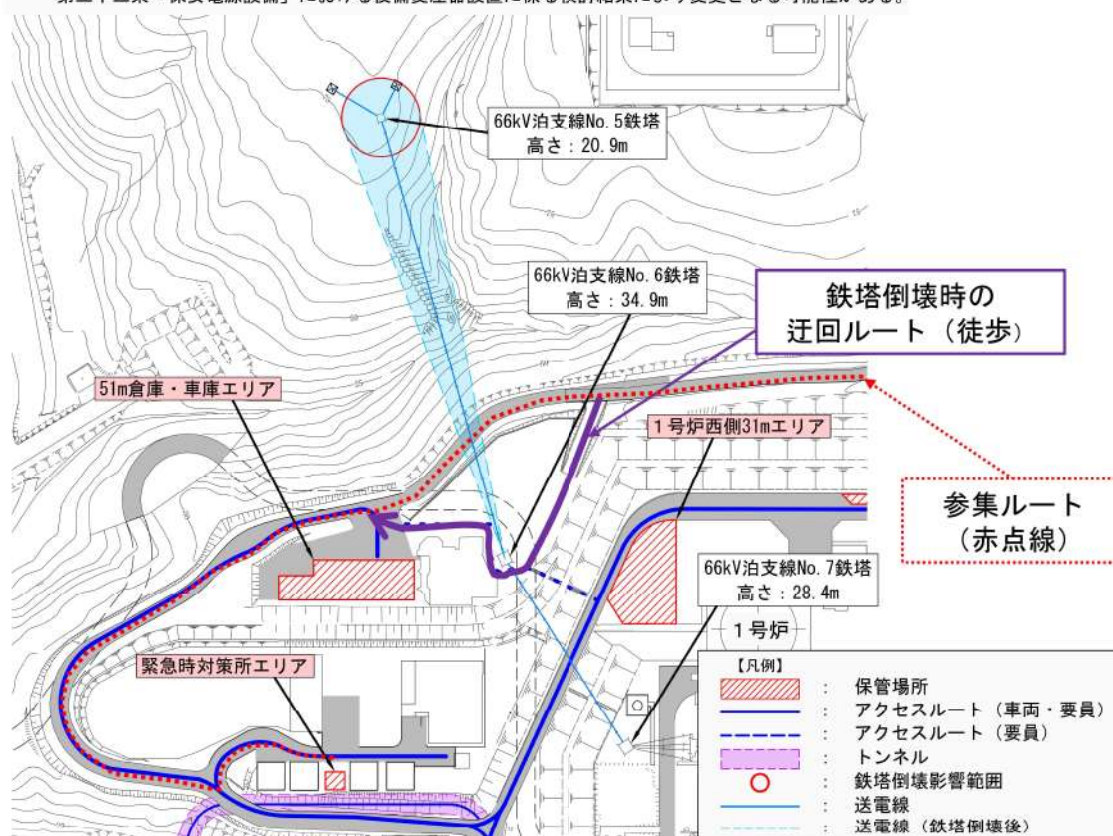 66kV泊支線No.5鉄塔
高さ：20.9m
66kV泊支線No.6鉄塔
高さ：34.9m
鉄塔倒壊時の
迂回ルート（徒歩）
51m倉庫・車庫エリア
1号炉西側31mエリア
参集ルート
（赤点線）
66kV泊支線No.7鉄塔
高さ：28.4m
1号炉
緊急時対策所エリア
【凡例】
： 保管場所
： アクセスルート（車両・要員）
： アクセスルート（要員）
： トンネル
： 鉄塔倒壊影響範囲
： 送電線
： 送電線（鉄塔倒壊後）